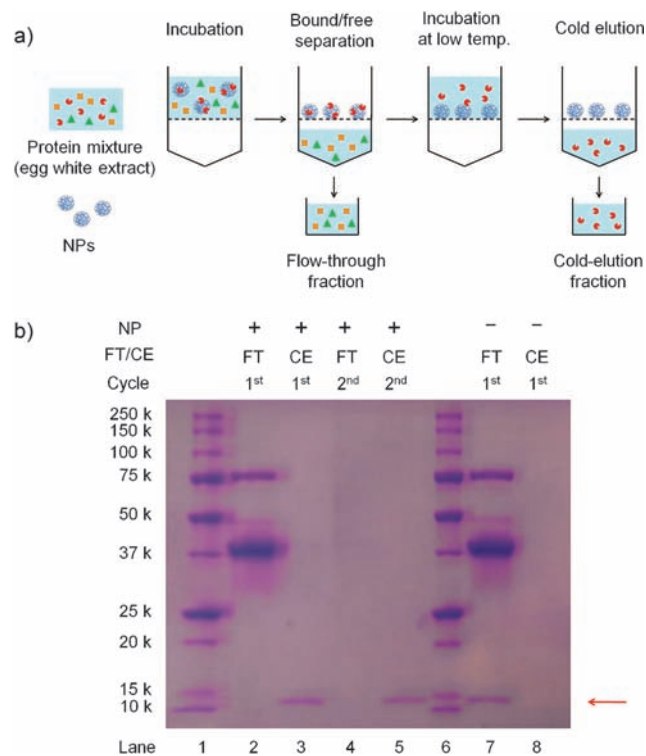 a)
Incubation
Bound/free
separation
Incubation
at low temp.
Cold elution
Protein mixture
(egg white extract)
NPs
Flow-through
fraction
Cold-elution
fraction
b)
NP + + + + − −
FT/CE FT CE FT CE FT CE
Cycle 1st 1st 2nd 2nd 1st 1st
250 k
150 k
100 k
75 k
50 k
37 k
25 k
20 k
15 k
10 k
Lane 1 2 3 4 5 6 7 8